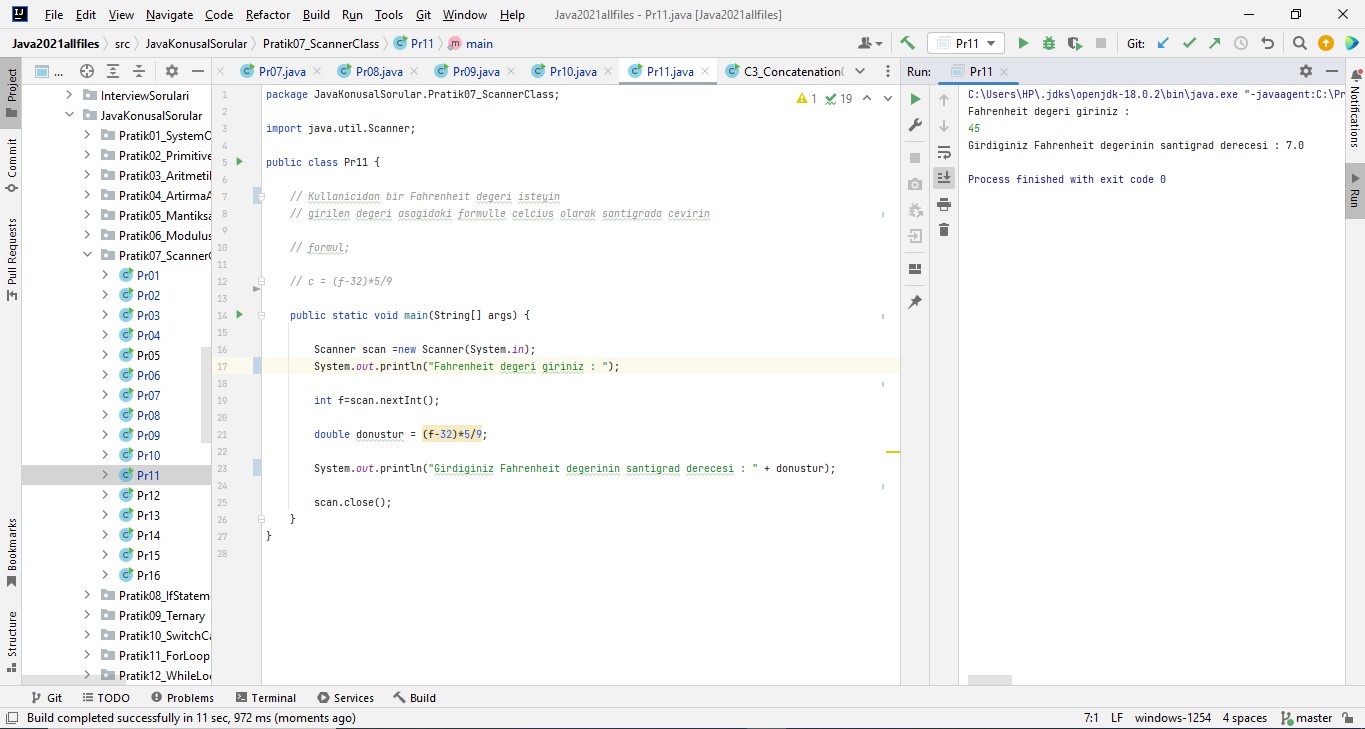 File Edit View Navigate Code Refactor Build Run Tools Git Window Help Java2021allfiles - Pr11.java [Java2021allfiles]
Java2021allfiles src JavaKonusalSorular Pratik07_ScannerClass Pr11 main Pr11 Git:
... Pr07.java Pr08.java Pr09.java Pr10.java Pr11.java C3_Concatenation( Run: Pr11
Project
Commit
Pull Requests
Bookmarks
Structure
InterviewSorulari
JavaKonusalSorular
Pratik01_SystemO
Pratik02_Primitive
Pratik03_Aritmetik
Pratik04_ArtirmaA
Pratik05_Mantiksa
Pratik06_Modulus
Pratik07_ScannerC
Pr01
Pr02
Pr03
Pr04
Pr05
Pr06
Pr07
Pr08
Pr09
Pr10
Pr11
Pr12
Pr13
Pr14
Pr15
Pr16
Pratik08_IfStatem
Pratik09_Ternary
Pratik10_SwitchCa
Pratik11_ForLoop
Pratik12_WhileLoo
1 package JavaKonusalSorular.Pratik07_ScannerClass;
2
3 import java.util.Scanner;
4
5 public class Pr11 {
6
7 // Kullanicidan bir Fahrenheit degeri isteyin
8 // girilen degeri asagidaki formulle celcius olarak santigrada cevirin
9
10 // formul;
11
12 // c = (f-32)*5/9
13
14 public static void main(String[] args) {
15
16 Scanner scan =new Scanner(System.in);
17 System.out.println("Fahrenheit degeri giriniz : ");
18
19 int f=scan.nextInt();
20
21 double donustur = (f-32)*5/9;
22
23 System.out.println("Girdiginiz Fahrenheit degerinin santigrad derecesi : " + donustur);
24
25 scan.close();
26 }
27 }
28
1 19
C:\Users\HP\.jdks\openjdk-18.0.2\bin\java.exe "-javaagent:C:\Pr
Fahrenheit degeri giriniz :
45
Girdiginiz Fahrenheit degerinin santigrad derecesi : 7.0
Process finished with exit code 0
Notifications
Run
Git TODO Problems Terminal Services Build
Build completed successfully in 11 sec, 972 ms (moments ago) 7:1 LF windows-1254 4 spaces master